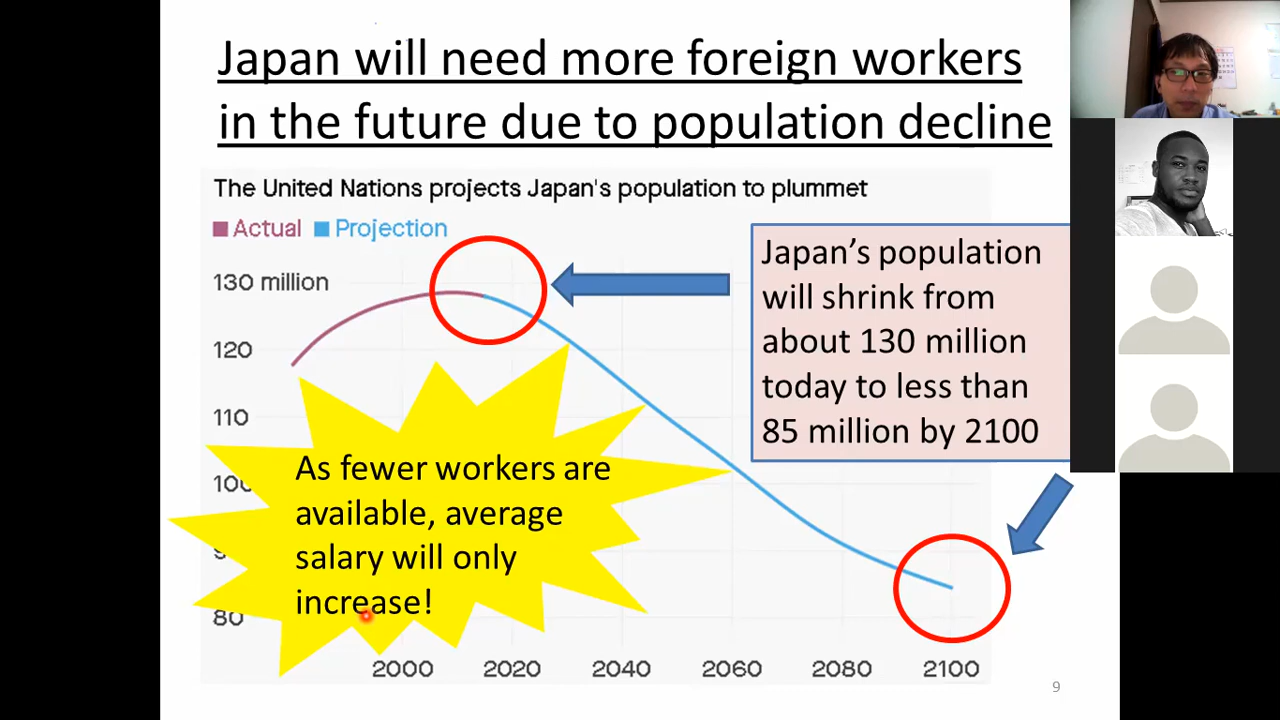 Japan will need more foreign workers
in the future due to population decline
The United Nations projects Japan's population to plummet
Actual Projection
130 million
120
110
100
80
2000 2020 2040 2060 2080 2100
Japan’s population
will shrink from
about 130 million
today to less than
85 million by 2100
As fewer workers are
available, average
salary will only
increase!
9